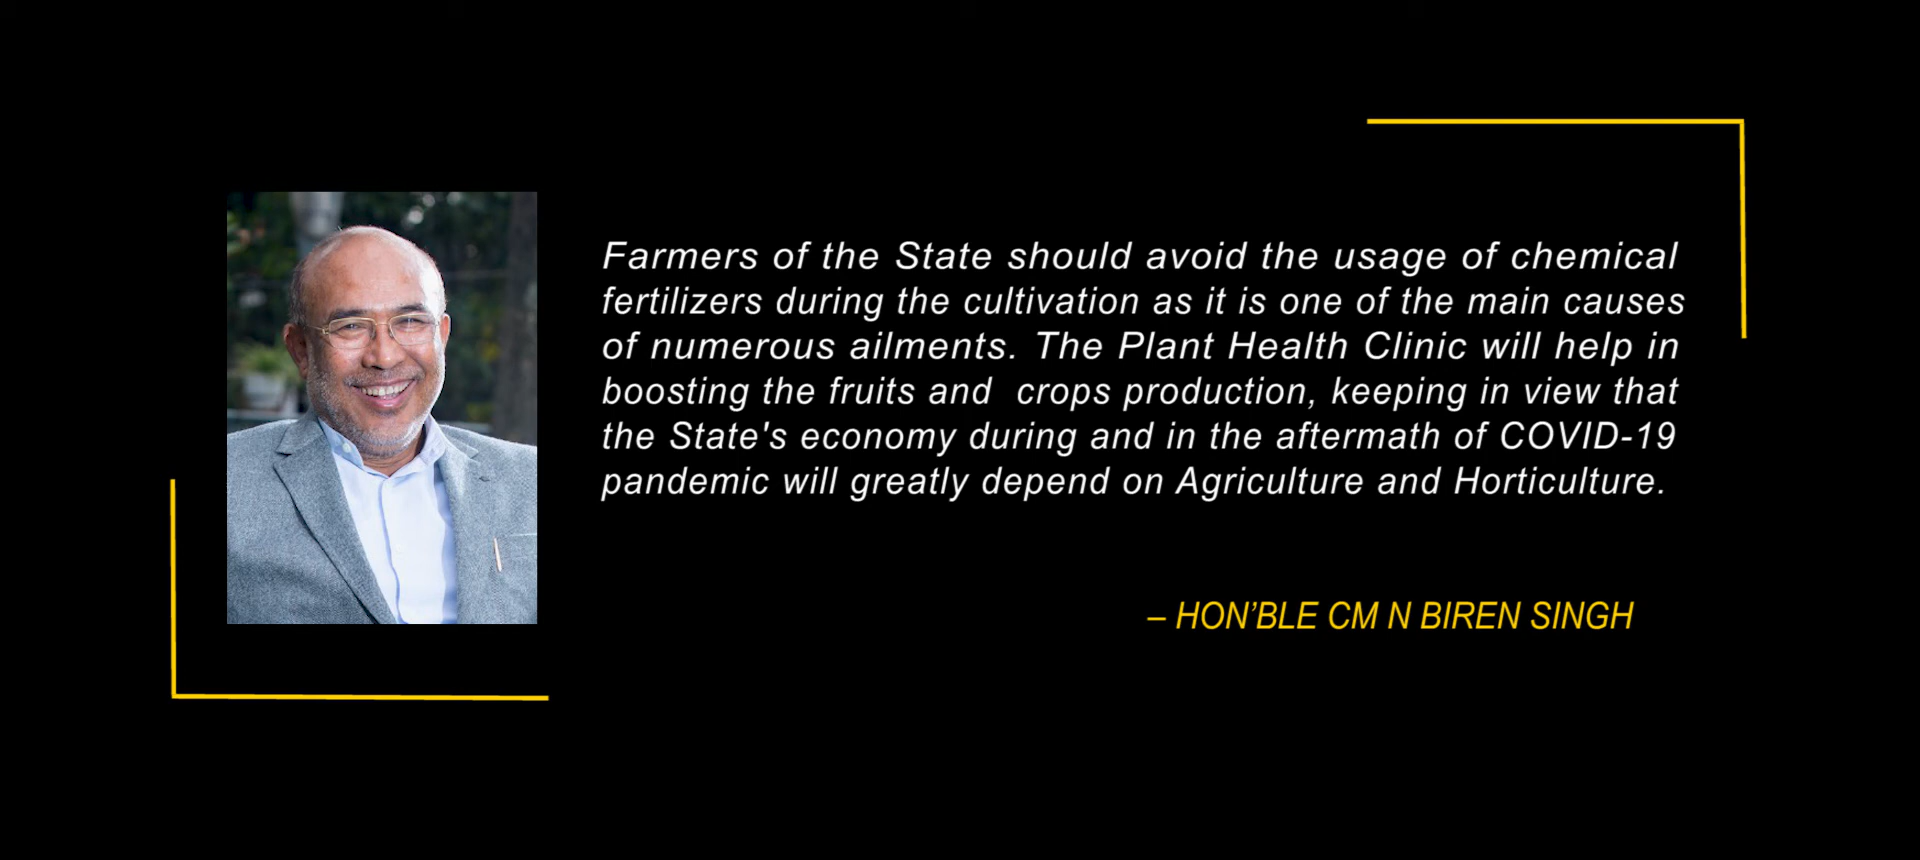 Farmers of the State should avoid the usage of chemical
fertilizers during the cultivation as it is one of the main causes
of numerous ailments. The Plant Health Clinic will help in
boosting the fruits and  crops production, keeping in view that
the State's economy during and in the aftermath of COVID-19
pandemic will greatly depend on Agriculture and Horticulture.
– HON’BLE CM N BIREN SINGH